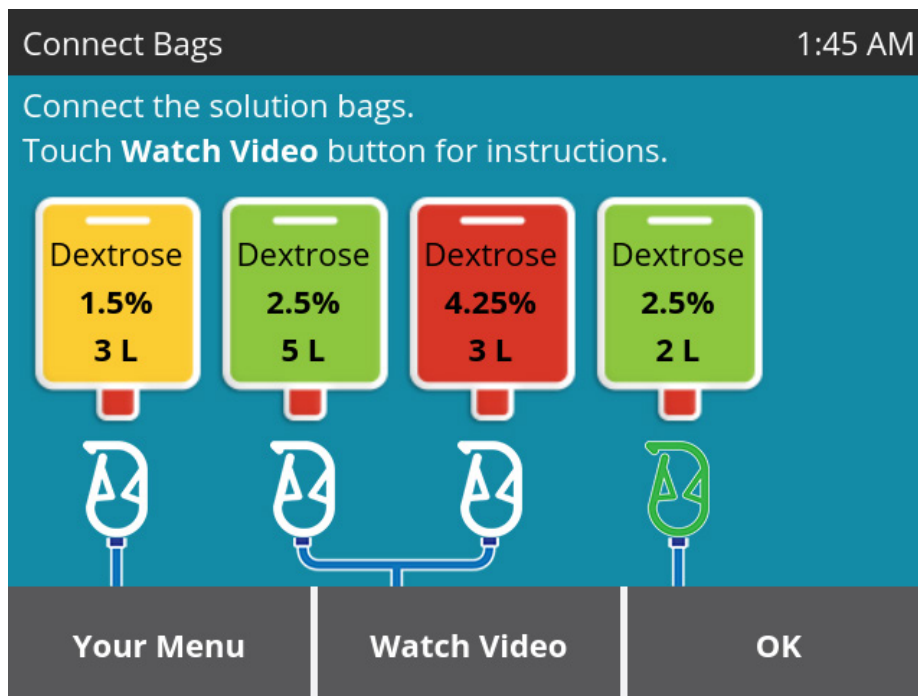 Connect Bags 1:45 AM
Connect the solution bags.
Touch Watch Video button for instructions.
Dextrose Dextrose Dextrose Dextrose
1.5% 2.5% 4.25% 2.5%
3 L 5 L 3 L 2 L
Your Menu Watch Video OK